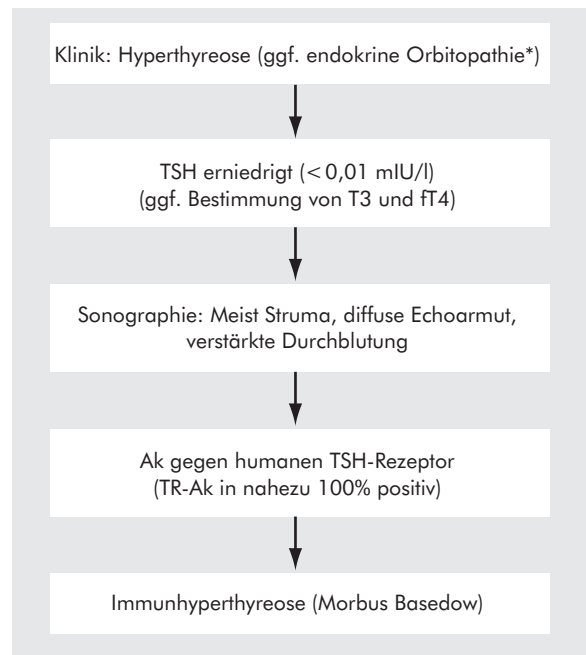 Klinik: Hyperthyreose (ggf. endokrine Orbitopathie*)
TSH erniedrigt (<0,01 mIU/l)
(ggf. Bestimmung von T3 und fT4)
Sonographie: Meist Struma, diffuse Echoarmut,
verstärkte Durchblutung
Ak gegen humanen TSH-Rezeptor
(TR-Ak in nahezu 100% positiv)
Immunhyperthyreose (Morbus Basedow)